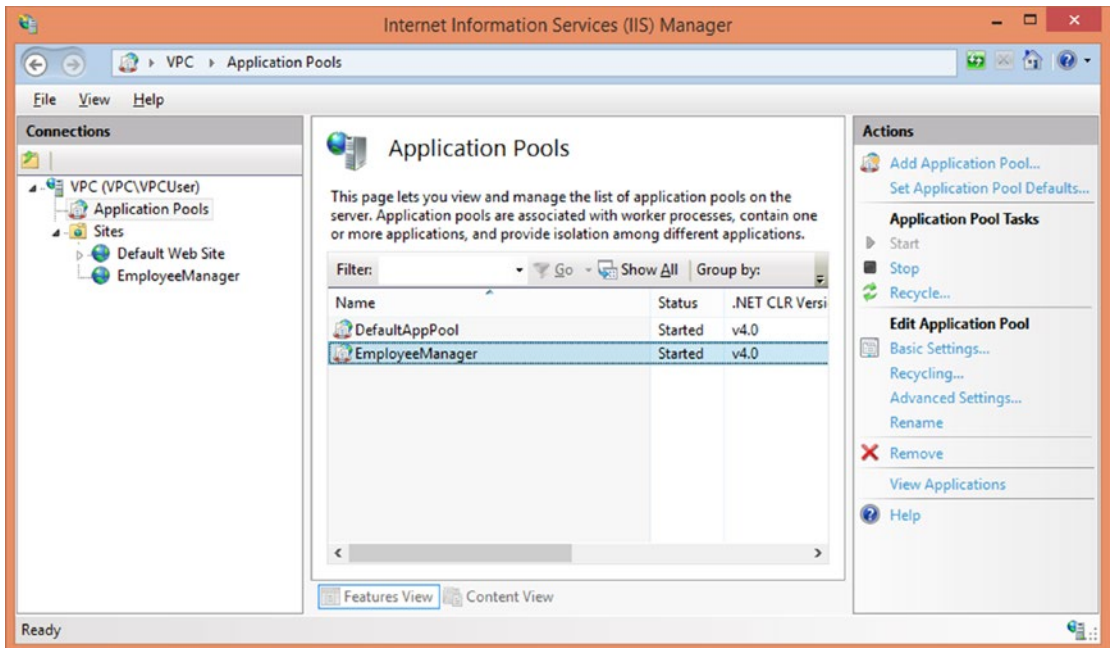 Internet Information Services (IIS) Manager
VPC Application Pools
File View Help
Connections
VPC (VPC\VPCUser)
Application Pools
Sites
Default Web Site
EmployeeManager
Application Pools
This page lets you view and manage the list of application pools on the
server. Application pools are associated with worker processes, contain one
or more applications, and provide isolation among different applications.
Filter: Go Show All Group by:
Name Status .NET CLR Versi
DefaultAppPool Started v4.0
EmployeeManager Started v4.0
Features View Content View
Actions
Add Application Pool...
Set Application Pool Defaults...
Application Pool Tasks
Start
Stop
Recycle...
Edit Application Pool
Basic Settings...
Recycling...
Advanced Settings...
Rename
Remove
View Applications
Help
Ready